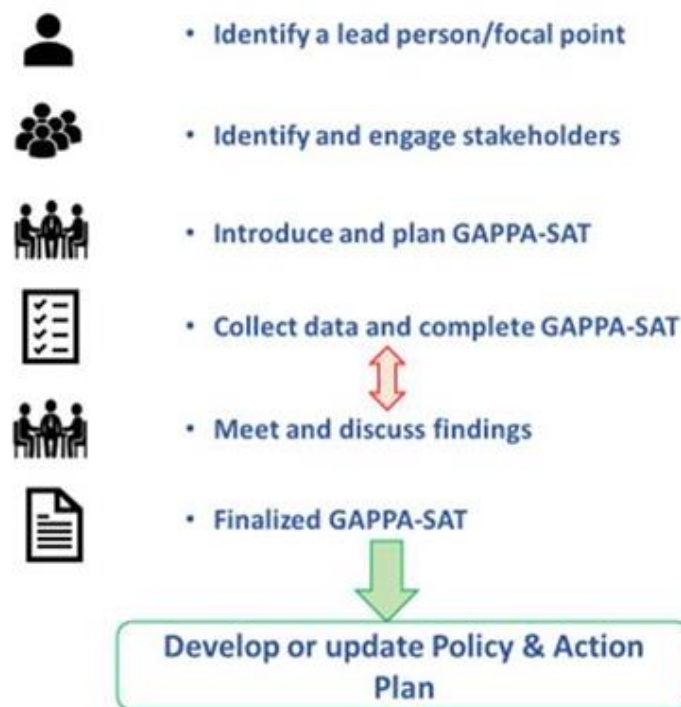 • Identify a lead person/focal point
• Identify and engage stakeholders
• Introduce and plan GAPPA-SAT
• Collect data and complete GAPPA-SAT
• Meet and discuss findings
• Finalized GAPPA-SAT
Develop or update Policy & Action
Plan